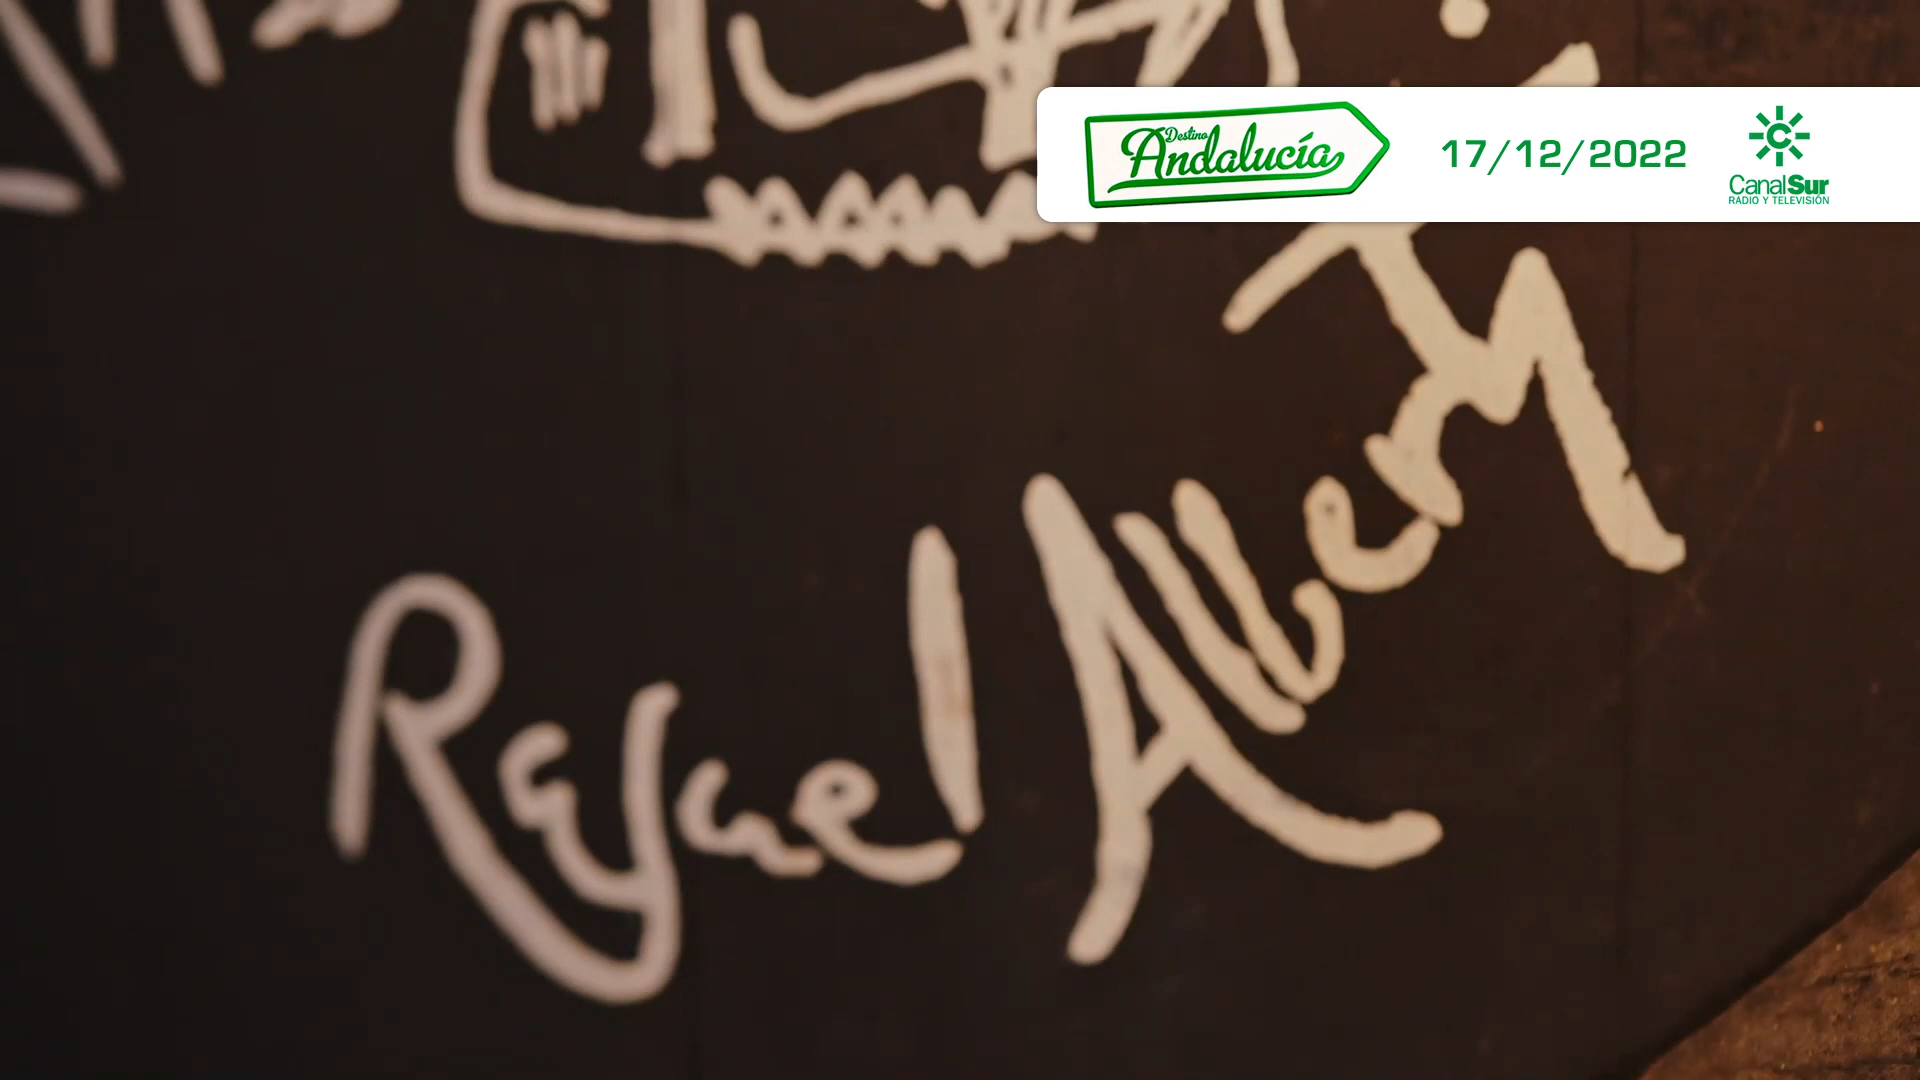 Destino
Andalucía
17/12/2022
CanalSur
RADIO Y TELEVISIÓN
Rafael Alberti